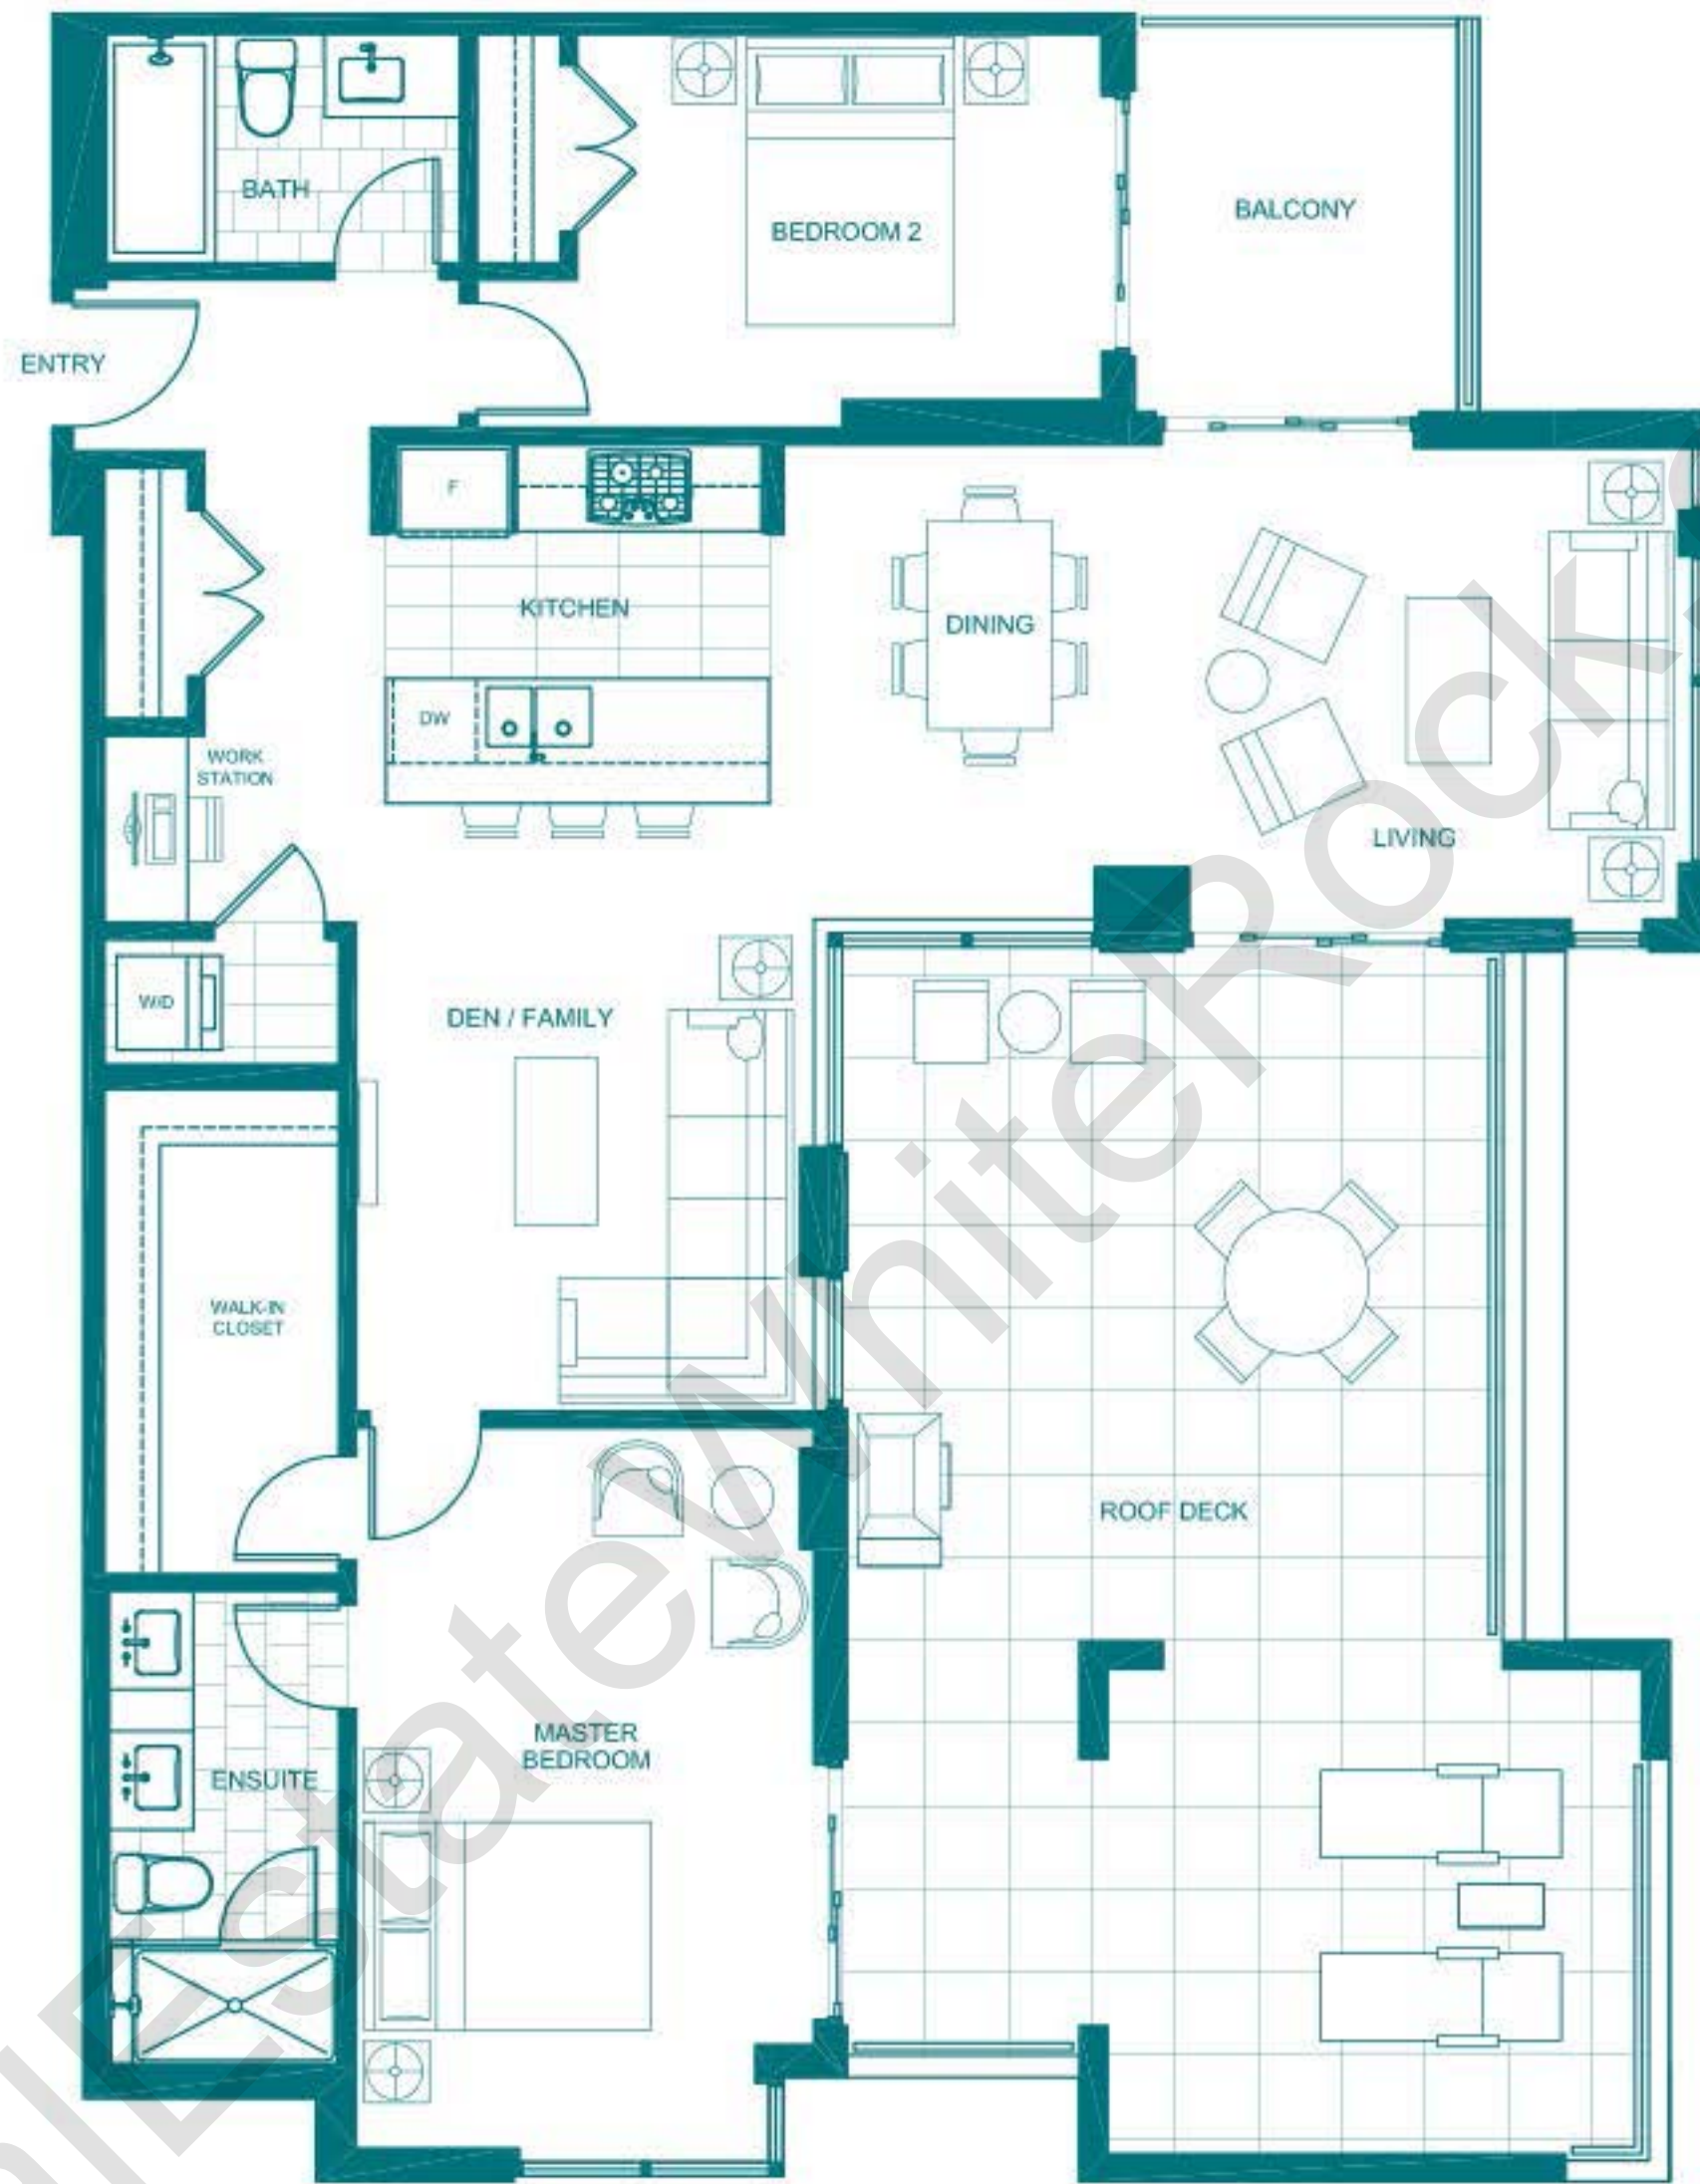 BATH
BEDROOM 2
BALCONY
ENTRY
F
KITCHEN
DINING
DW
WORK
STATION
LIVING
W/D
DEN / FAMILY
WALK-IN
CLOSET
ROOF DECK
MASTER
BEDROOM
ENSUITE
EstateWhiteRock